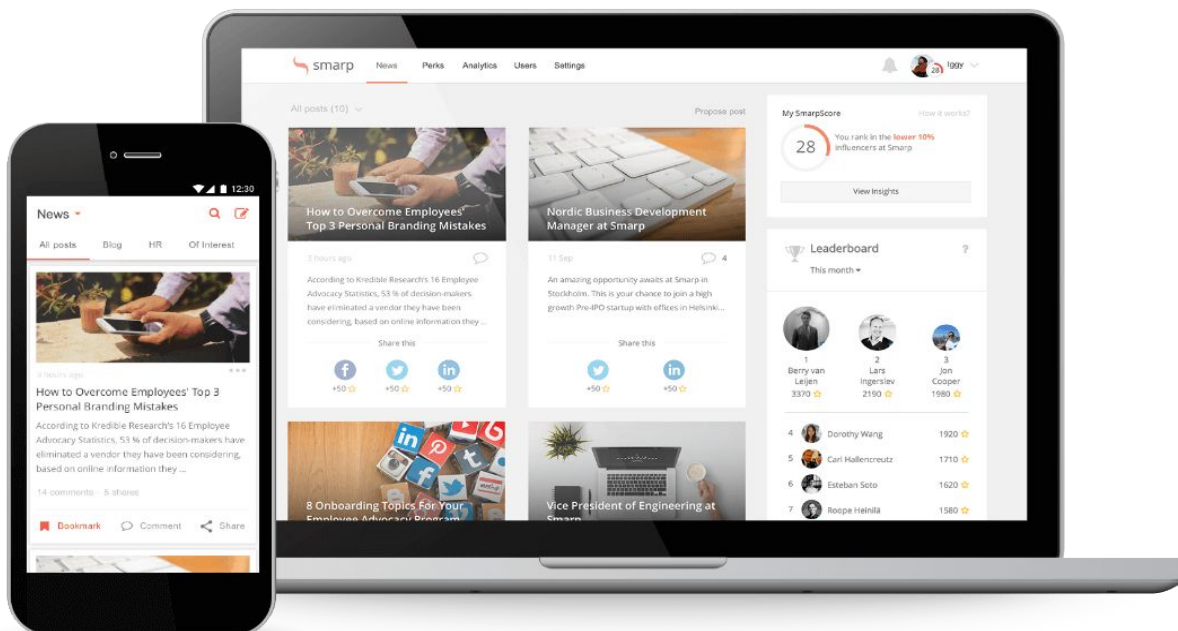 12:30
News
All posts Blog HR Of Interest
3 hours ago
How to Overcome Employees' Top 3
Personal Branding Mistakes
According to Kredible Research's 16 Employee
Advocacy Statistics, 53 % of decision-makers have
eliminated a vendor they have been considering,
based on online information they ...
14 comments · 6 shares
Bookmark Comment Share
smarp News Perks Analytics Users Settings
28 Iggy
All posts (10)
Propose post
How to Overcome Employees'
Top 3 Personal Branding Mistakes
3 hours ago
According to Kredible Research's 16 Employee
Advocacy Statistics, 53 % of decision-makers
have eliminated a vendor they have been
considering, based on online information they ...
Share this
+50 +50 +50
Nordic Business Development
Manager at Smarp
11 Sep 4
An amazing opportunity awaits at Smarp in
Stockholm. This is your chance to join a high
growth Pre-IPO startup with offices in Helsinki...
Share this
+50 +50
8 Onboarding Topics For Your
Employee Advocacy Program
Vice President of Engineering at
Smarp
My SmarpScore How it works?
28
You rank in the lower 10%
influencers at Smarp
View Insights
Leaderboard ?
This month
1
Berry van
Leijen
3370
2
Lars
Ingerslev
2190
3
Jon
Cooper
1980
4 Dorothy Wang 1920
5 Carl Hallencreutz 1710
6 Esteban Soto 1620
7 Roope Heinilä 1580